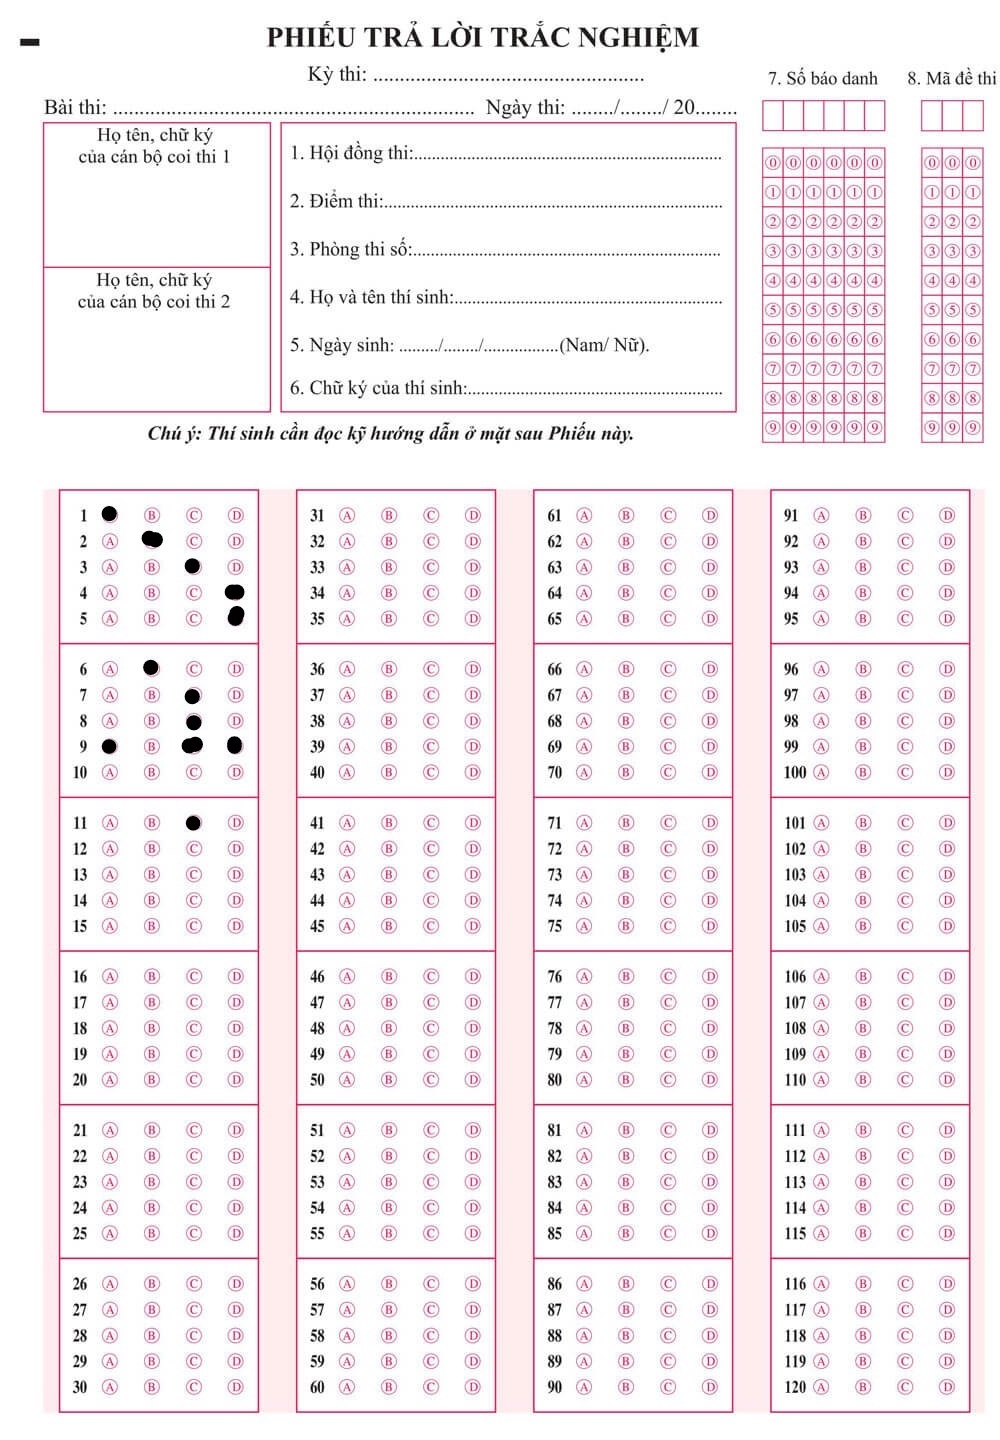 PHIẾU TRẢ LỜI TRẮC NGHIỆM
Kỳ thi: ...................................................
Bài thi: ....................................................................... Ngày thi: ......../......../ 20........
Họ tên, chữ ký
của cán bộ coi thi 1
Họ tên, chữ ký
của cán bộ coi thi 2
1. Hội đồng thi:......................................................................
2. Điểm thi:.............................................................................
3. Phòng thi số:......................................................................
4. Họ và tên thí sinh:.............................................................
5. Ngày sinh: ........./......../.................(Nam/ Nữ).
6. Chữ ký của thí sinh:..........................................................
Chú ý: Thí sinh cần đọc kỹ hướng dẫn ở mặt sau Phiếu này.
7. Số báo danh 8. Mã đề thi
0 0 0 0 0 0 0 0 0
1 1 1 1 1 1 1 1 1
2 2 2 2 2 2 2 2 2
3 3 3 3 3 3 3 3 3
4 4 4 4 4 4 4 4 4
5 5 5 5 5 5 5 5 5
6 6 6 6 6 6 6 6 6
7 7 7 7 7 7 7 7 7
8 8 8 8 8 8 8 8 8
9 9 9 9 9 9 9 9 9
1 B C D
2 A C D
3 A B D
4 A B C
5 A B C
6 A C D
7 A B D
8 A B D
9 B
10 A B C D
11 A B D
12 A B C D
13 A B C D
14 A B C D
15 A B C D
16 A B C D
17 A B C D
18 A B C D
19 A B C D
20 A B C D
21 A B C D
22 A B C D
23 A B C D
24 A B C D
25 A B C D
26 A B C D
27 A B C D
28 A B C D
29 A B C D
30 A B C D
31 A B C D
32 A B C D
33 A B C D
34 A B C D
35 A B C D
36 A B C D
37 A B C D
38 A B C D
39 A B C D
40 A B C D
41 A B C D
42 A B C D
43 A B C D
44 A B C D
45 A B C D
46 A B C D
47 A B C D
48 A B C D
49 A B C D
50 A B C D
51 A B C D
52 A B C D
53 A B C D
54 A B C D
55 A B C D
56 A B C D
57 A B C D
58 A B C D
59 A B C D
60 A B C D
61 A B C D
62 A B C D
63 A B C D
64 A B C D
65 A B C D
66 A B C D
67 A B C D
68 A B C D
69 A B C D
70 A B C D
71 A B C D
72 A B C D
73 A B C D
74 A B C D
75 A B C D
76 A B C D
77 A B C D
78 A B C D
79 A B C D
80 A B C D
81 A B C D
82 A B C D
83 A B C D
84 A B C D
85 A B C D
86 A B C D
87 A B C D
88 A B C D
89 A B C D
90 A B C D
91 A B C D
92 A B C D
93 A B C D
94 A B C D
95 A B C D
96 A B C D
97 A B C D
98 A B C D
99 A B C D
100 A B C D
101 A B C D
102 A B C D
103 A B C D
104 A B C D
105 A B C D
106 A B C D
107 A B C D
108 A B C D
109 A B C D
110 A B C D
111 A B C D
112 A B C D
113 A B C D
114 A B C D
115 A B C D
116 A B C D
117 A B C D
118 A B C D
119 A B C D
120 A B C D